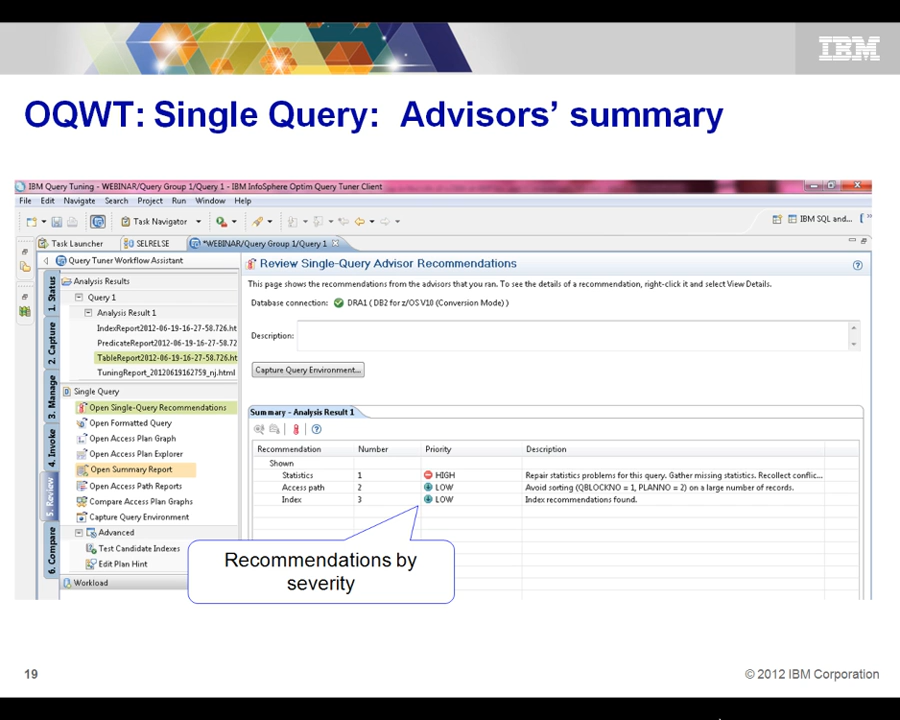 IBM
OQWT: Single Query: Advisors' summary
IBM Query Tuning - WEBINAR/Query Group 1/Query 1 - IBM InfoSphere Optim Query Tuner Client
File Edit Navigate Search Project Run Window Help
Task Navigator
IBM SQL and...
Task Launcher
SELRELSE
*WEBINAR/Query Group 1/Query 1
Query Tuner Workflow Assistant
1. Status
2. Capture
3. Manage
4. Invoke
5. Review
6. Compare
Analysis Results
Query 1
Analysis Result 1
IndexReport2012-06-19-16-27-58.726.ht
PredicateReport2012-06-19-16-27-58.72
TableReport2012-06-19-16-27-58.726.ht
TuningReport_20120619162759_nj.html
Single Query
Open Single-Query Recommendations
Open Formatted Query
Open Access Plan Graph
Open Access Plan Explorer
Open Summary Report
Open Access Path Reports
Compare Access Plan Graphs
Capture Query Environment
Advanced
Test Candidate Indexes
Edit Plan Hint
Workload
Review Single-Query Advisor Recommendations
This page shows the recommendations from the advisors that you ran. To see the details of a recommendation, right-click it and select View Details.
Database connection: DRA1 ( DB2 for z/OS V10 (Conversion Mode) )
Description:
Capture Query Environment...
Summary - Analysis Result 1
Recommendation Number Priority Description
Shown
Statistics 1 HIGH Repair statistics problems for this query. Gather missing statistics. Recollect conflic...
Access path 2 LOW Avoid sorting (QBLOCKNO = 1, PLANNO = 2) on a large number of records.
Index 3 LOW Index recommendations found.
Recommendations by
severity
19
© 2012 IBM Corporation